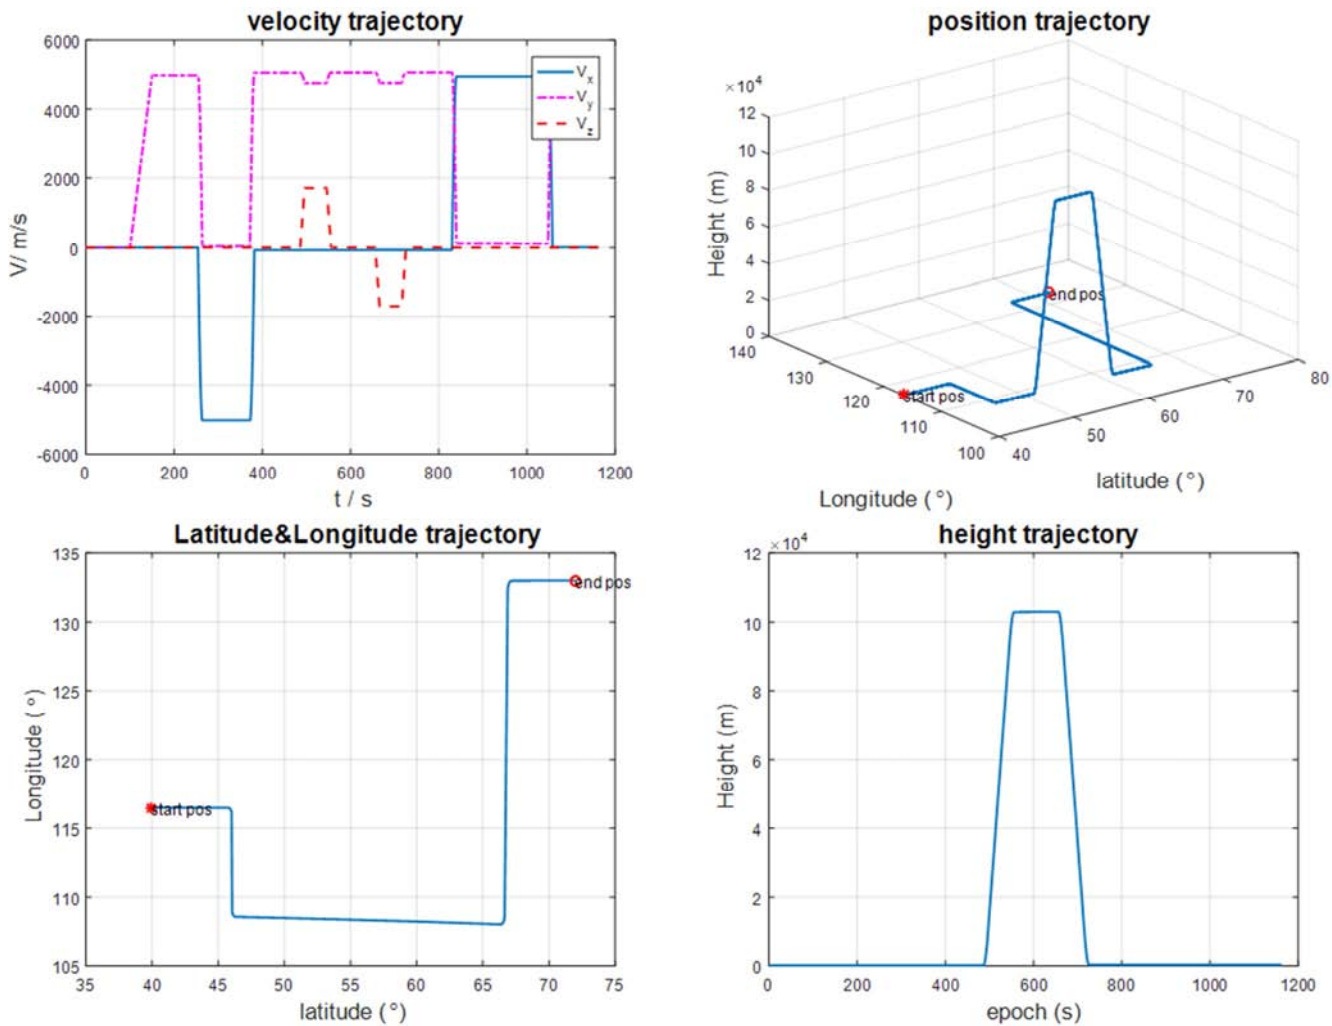 velocity trajectory
6000
4000
2000
0
-2000
-4000
-6000
0 200 400 600 800 1000 1200
V/ m/s
t / s
Vx
Vy
Vz
position trajectory
×10^4
12
10
8
6
4
2
0
Height (m)
140
130
120
110
100
40
50
60
70
80
start pos
end pos
Longitude (°)
latitude (°)
Latitude&Longitude trajectory
135
130
125
120
115
110
105
35 40 45 50 55 60 65 70 75
Longitude (°)
latitude (°)
start pos
end pos
height trajectory
×10^4
12
10
8
6
4
2
0
0 200 400 600 800 1000 1200
Height (m)
epoch (s)